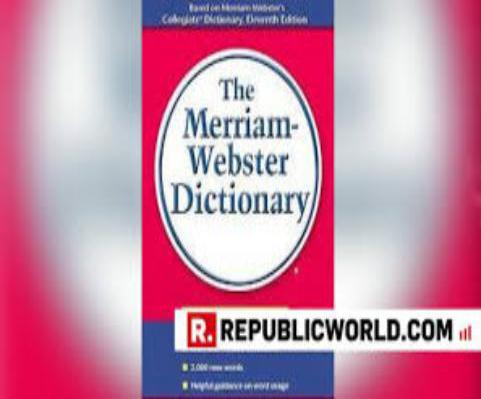 Based on Merriam-Webster's
Collegiate® Dictionary, Eleventh Edition
The
Merriam-
Webster
Dictionary
R. REPUBLICWORLD.COM
2,000 new words
Helpful guidance on word usage